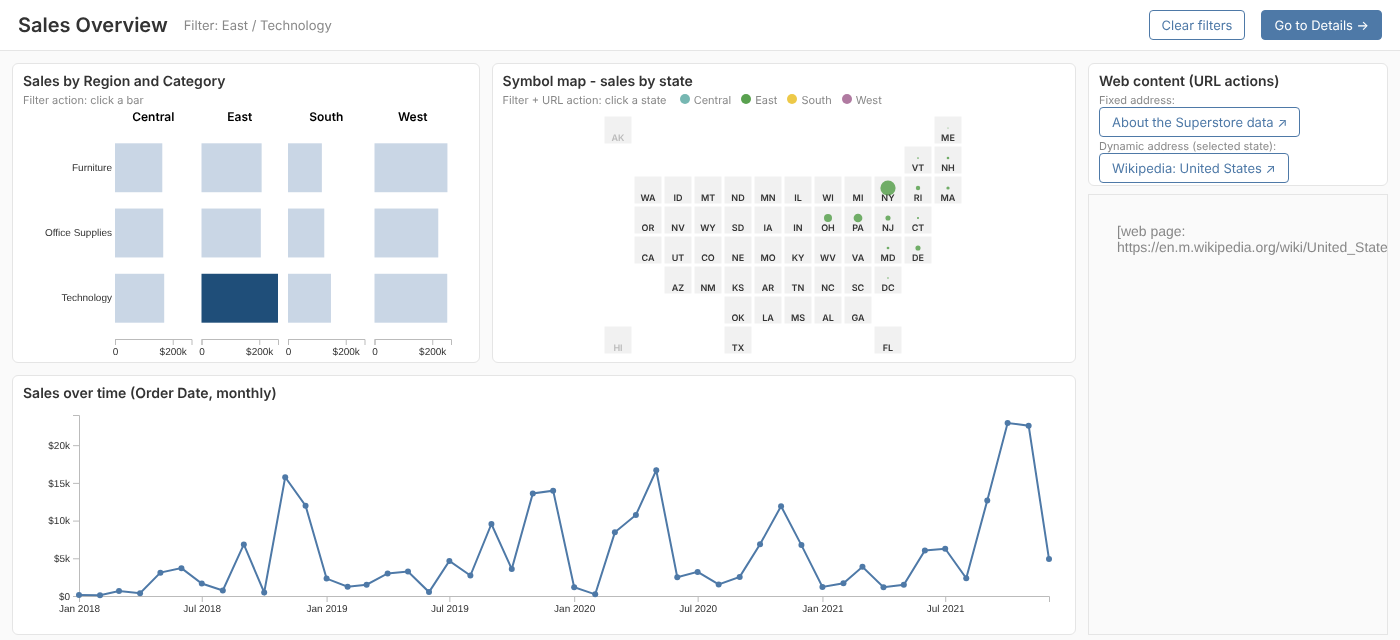 Sales Overview
Filter: East / Technology
Clear filters
Go to Details →
Sales by Region and Category
Filter action: click a bar
Central East South West
Furniture
Office Supplies
Technology
0 $200k 0 $200k 0 $200k 0 $200k
Symbol map - sales by state
Filter + URL action: click a state Central East South West
AK ME
VT NH
WA ID MT ND MN IL WI MI NY RI MA
OR NV WY SD IA IN OH PA NJ CT
CA UT CO NE MO KY WV VA MD DE
AZ NM KS AR TN NC SC DC
OK LA MS AL GA
HI TX FL
Web content (URL actions)
Fixed address:
About the Superstore data ↗
Dynamic address (selected state):
Wikipedia: United States ↗
[web page:
https://en.m.wikipedia.org/wiki/United_State
Sales over time (Order Date, monthly)
$20k
$15k
$10k
$5k
$0
Jan 2018 Jul 2018 Jan 2019 Jul 2019 Jan 2020 Jul 2020 Jan 2021 Jul 2021